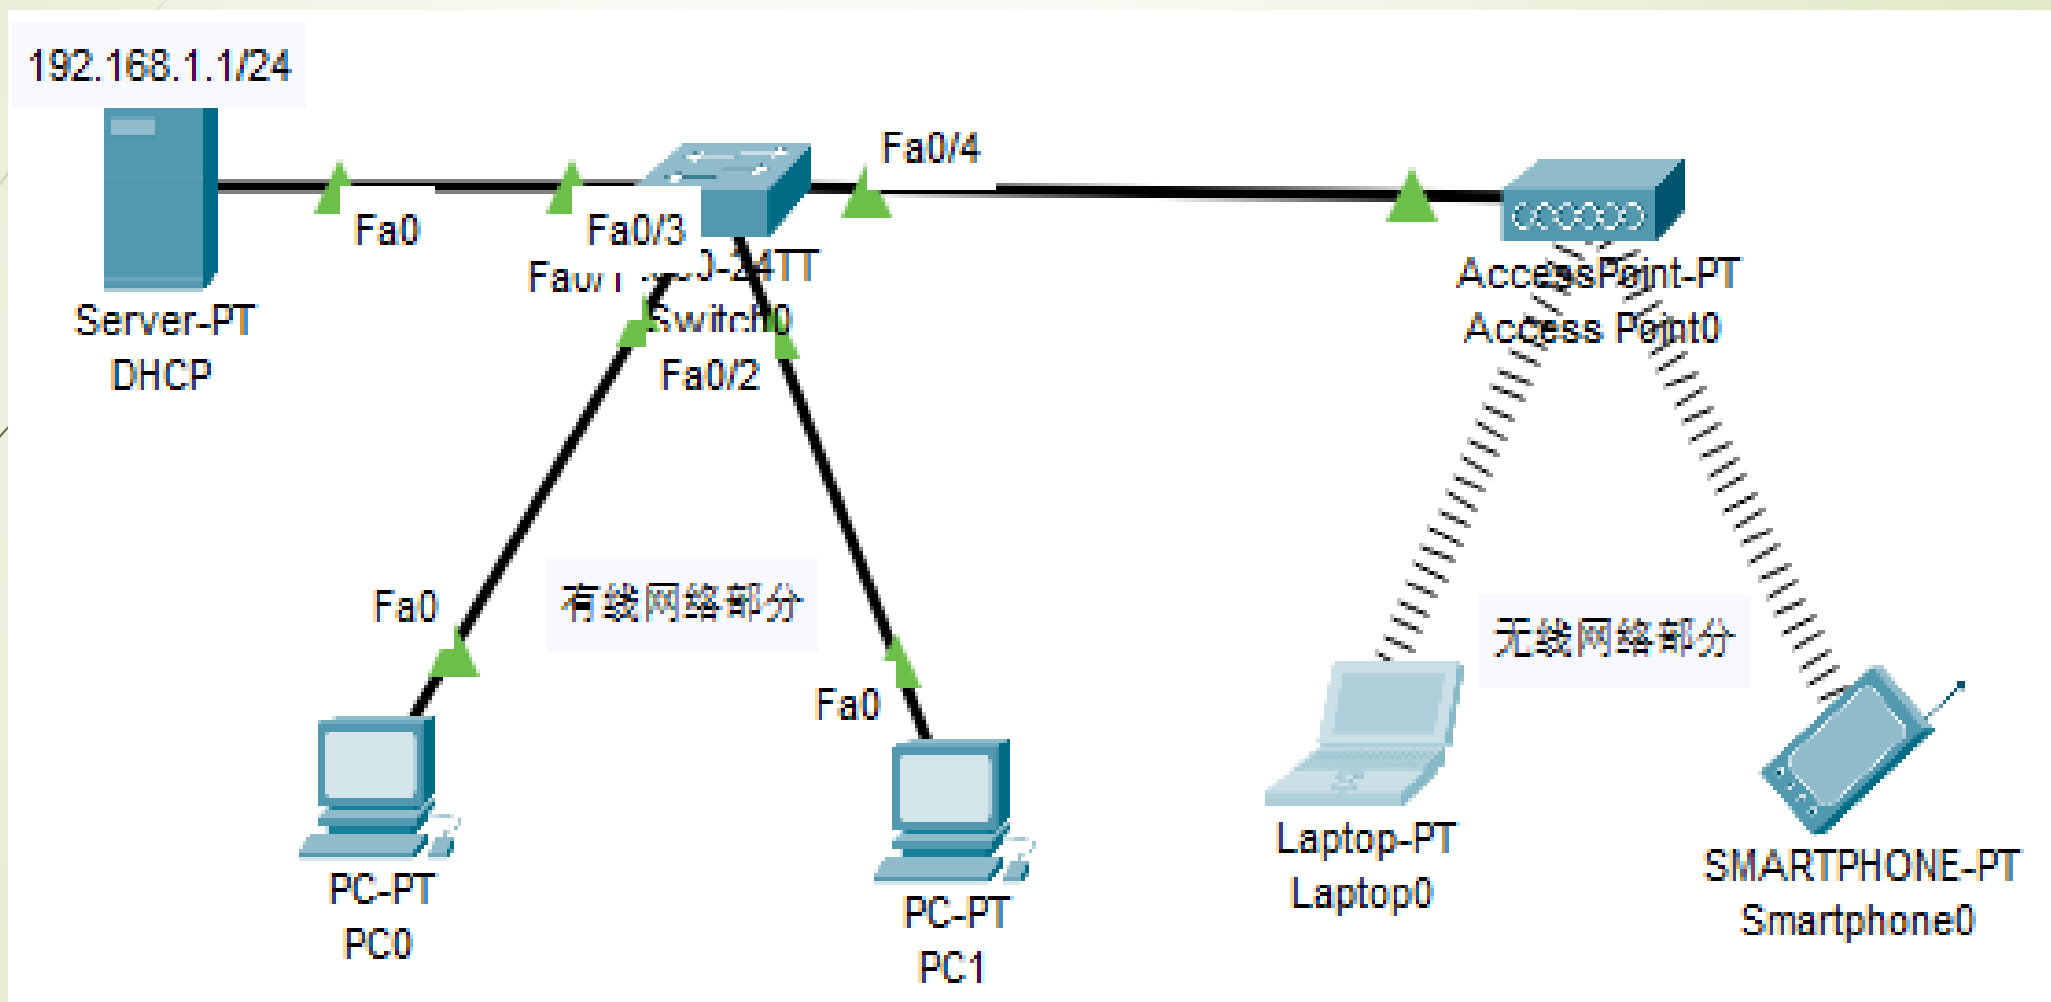 192.168.1.1/24
Fa0/4
Fa0
Fa0/3
Server-PT
DHCP
Switch0
Fa0/2
AccessPoint-PT
Access Point0
Fa0
有线网络部分
无线网络部分
Fa0
PC-PT
PC0
PC-PT
PC1
Laptop-PT
Laptop0
SMARTPHONE-PT
Smartphone0